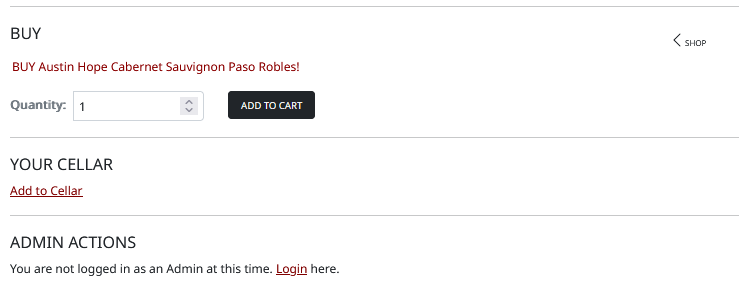 BUY
SHOP
BUY Austin Hope Cabernet Sauvignon Paso Robles!
Quantity: 1 ADD TO CART
YOUR CELLAR
Add to Cellar
ADMIN ACTIONS
You are not logged in as an Admin at this time. Login here.